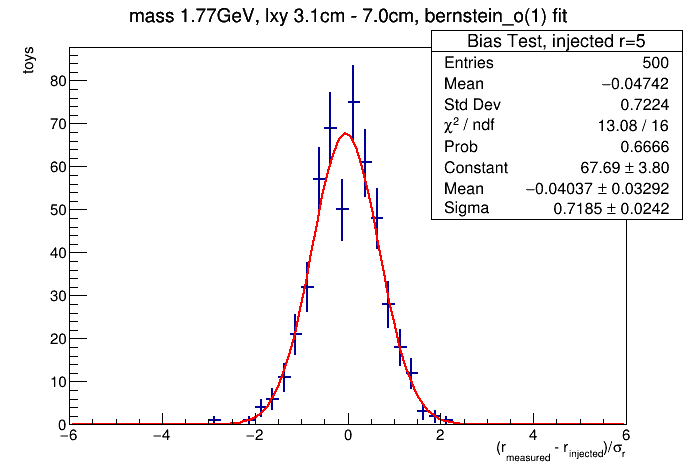 mass 1.77GeV, lxy 3.1cm - 7.0cm, bernstein_o(1) fit
toys
Bias Test, injected r=5
Entries 500
Mean −0.04742
Std Dev 0.7224
χ² / ndf 13.08 / 16
Prob 0.6666
Constant 67.69 ± 3.80
Mean −0.04037 ± 0.03292
Sigma 0.7185 ± 0.0242
80
70
60
50
40
30
20
10
0
−6 −4 −2 0 2 4 6
(r_measured - r_injected)/σ_r